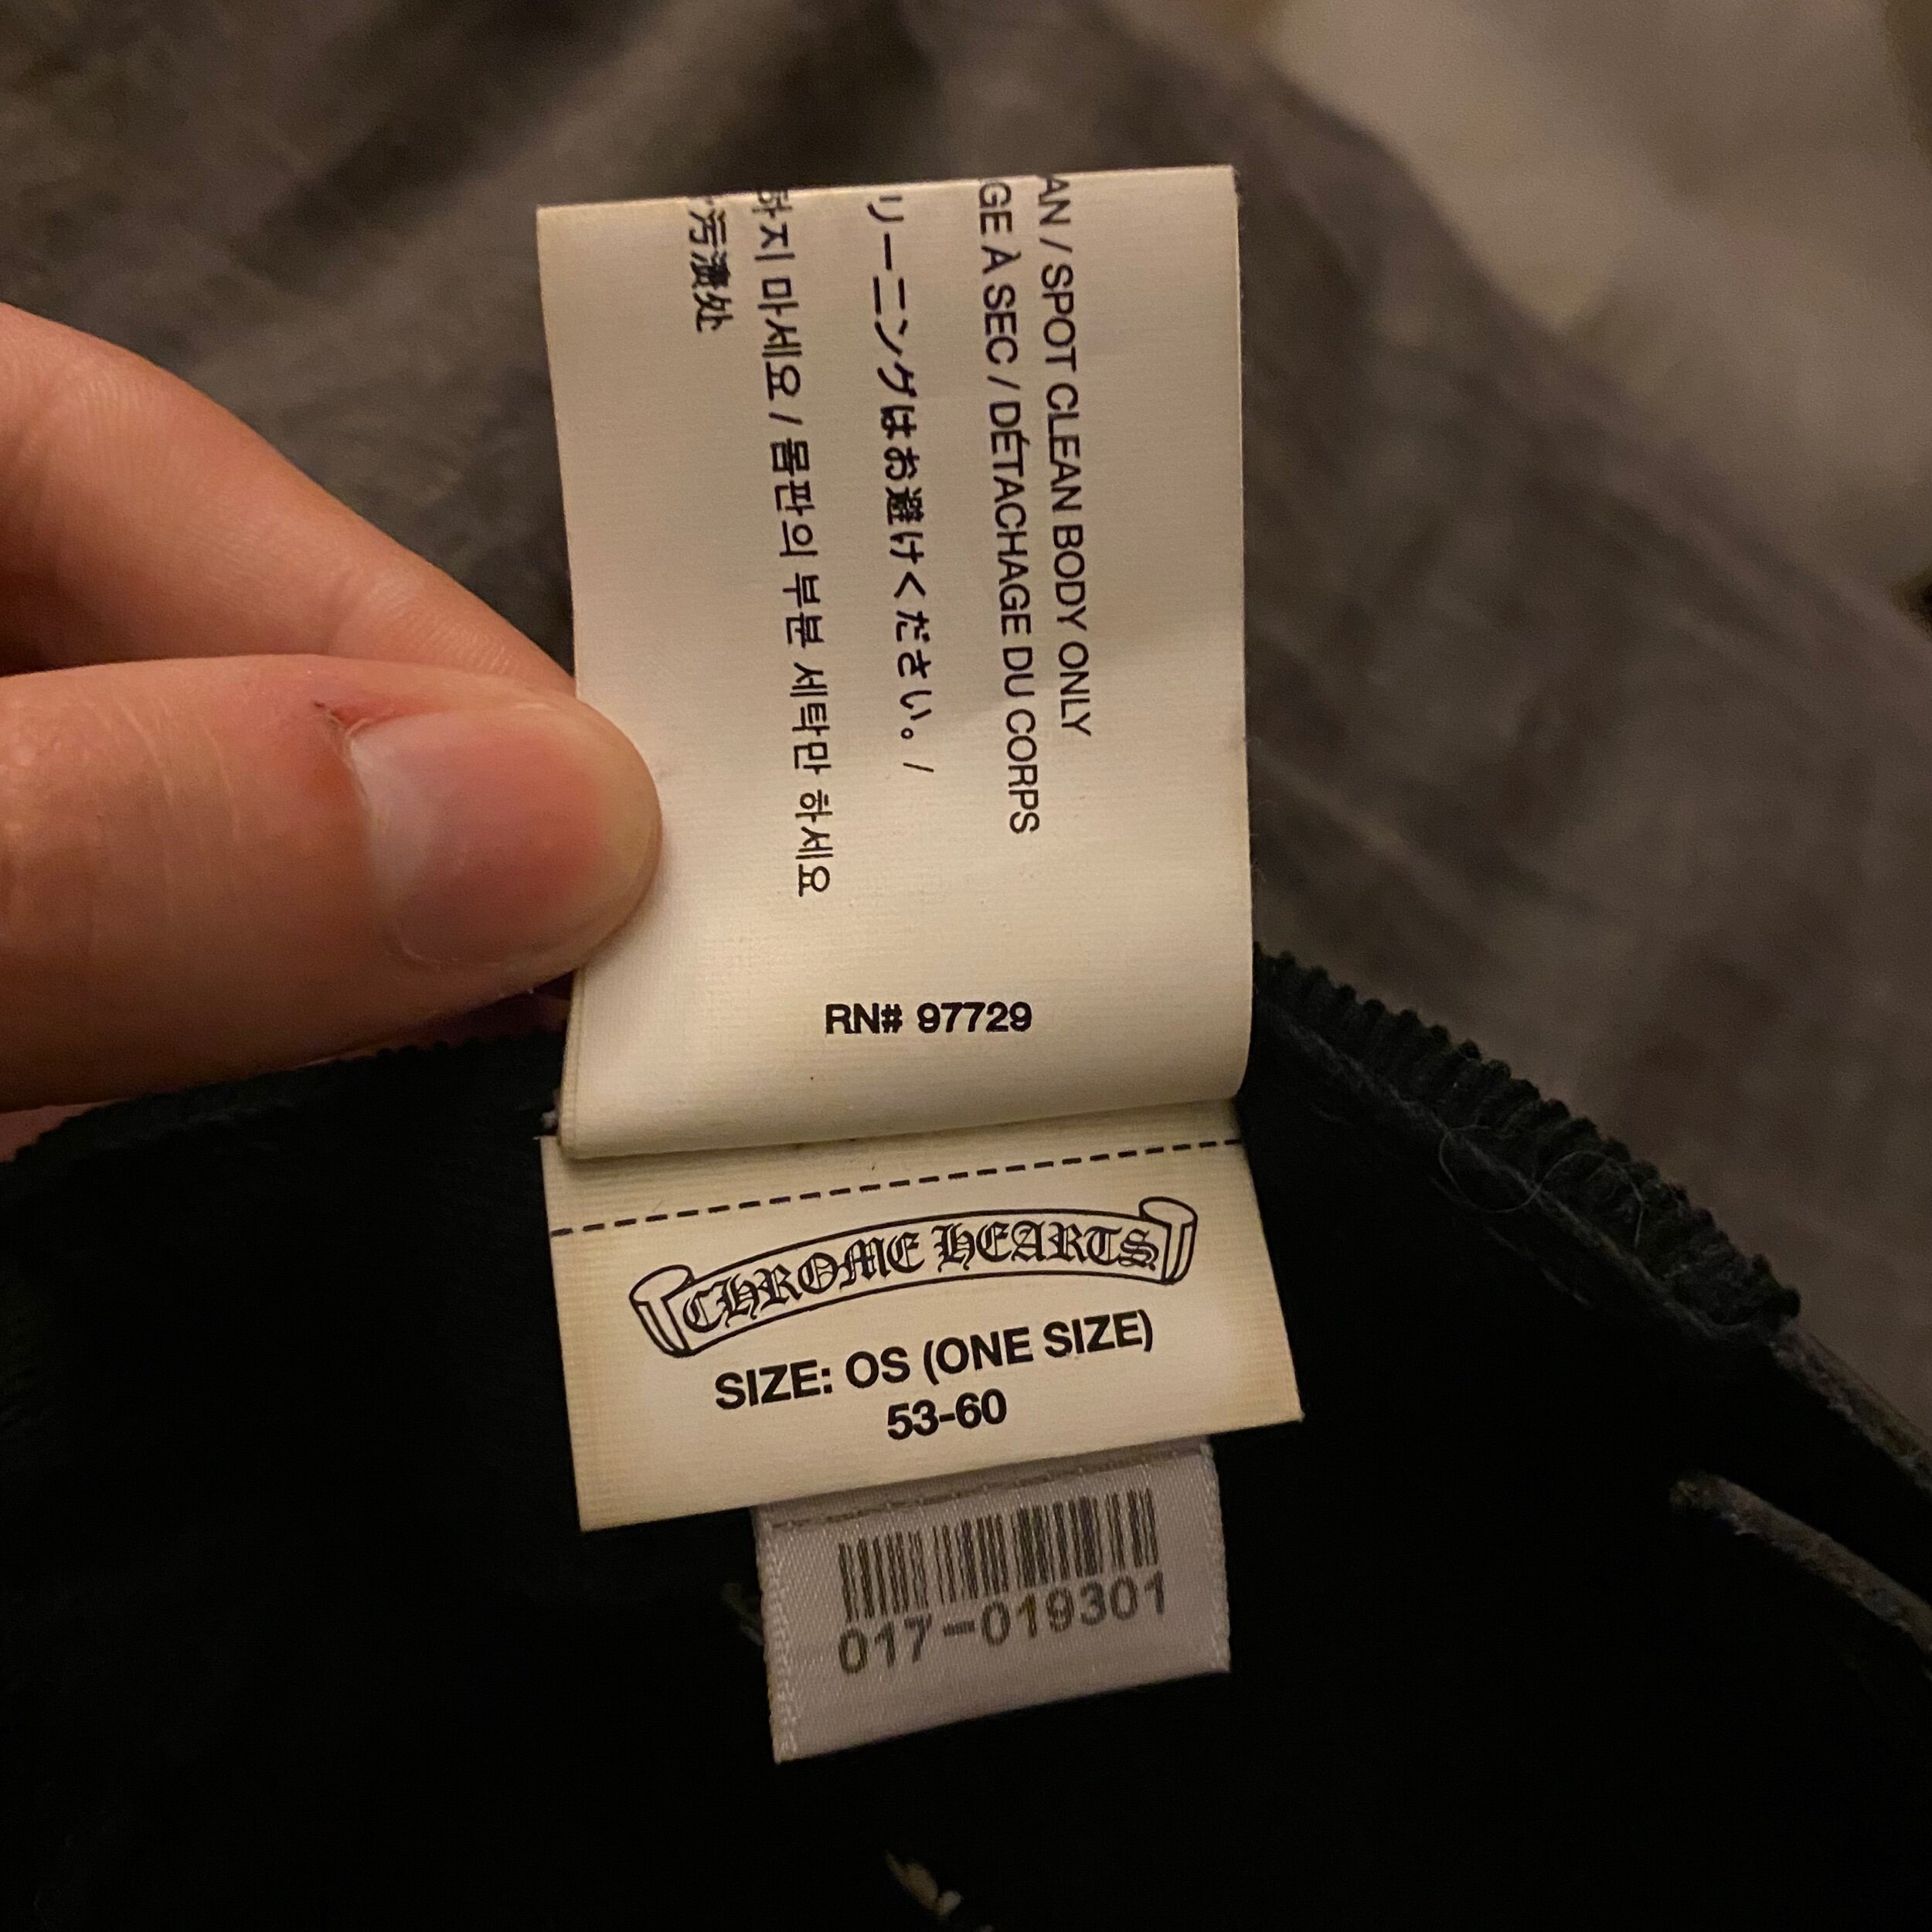 AN / SPOT CLEAN BODY ONLY
GE À SEC / DÉTACHAGE DU CORPS
リーニングはお避けください。 /
하지 마세요 / 몸판의 부분 세탁만 하세요
污渍处
RN# 97729
CHROME HEARTS
SIZE: OS (ONE SIZE)
53-60
017-019301